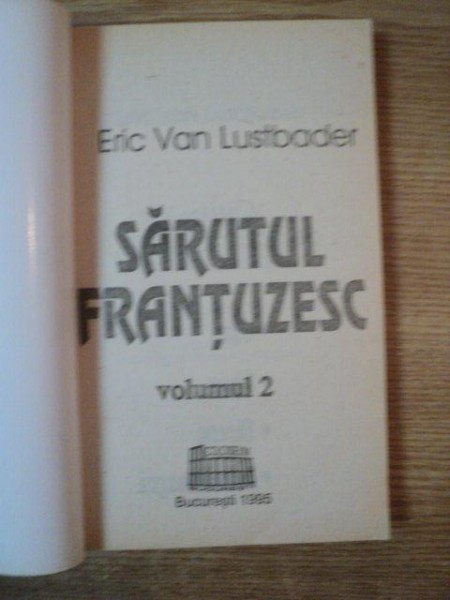 Eric Van Lustbader
SĂRUTUL
FRANȚUZESC
volumul 2
București 1995